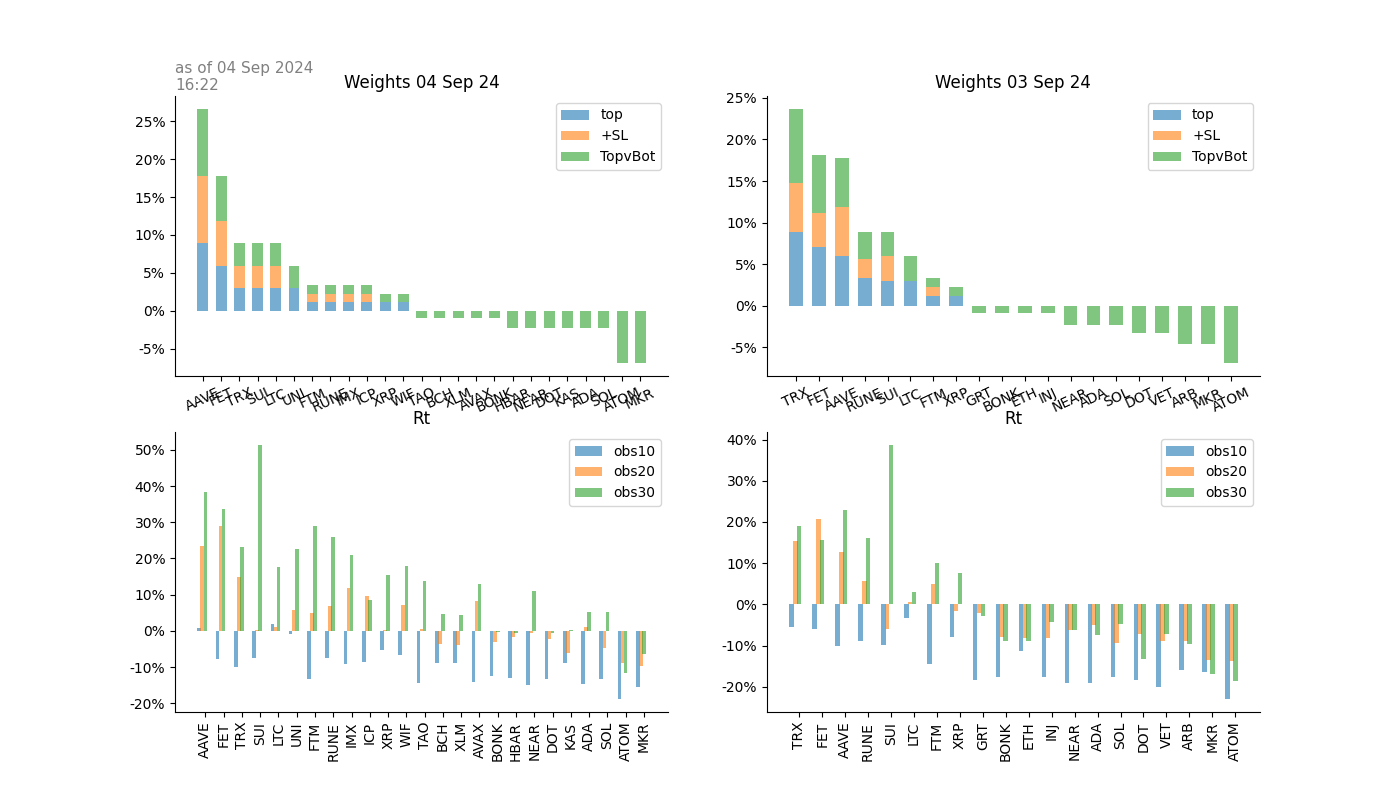 as of 04 Sep 2024
16:22
Weights 04 Sep 24
25%
20%
15%
10%
5%
0%
-5%
top
+SL
TopvBot
AAVE FET TRX SUI LTC UNI FTM RUNE IMX ICP XRP WIF TAO BCH XLM AVAX BONK HBAR NEAR DOT KAS ADA SOL ATOM MKR
Weights 03 Sep 24
25%
20%
15%
10%
5%
0%
-5%
top
+SL
TopvBot
TRX FET AAVE RUNE SUI LTC FTM XRP GRT BONK ETH INJ NEAR ADA SOL DOT VET ARB MKR ATOM
Rt
50%
40%
30%
20%
10%
0%
-10%
-20%
obs10
obs20
obs30
AAVE FET TRX SUI LTC UNI FTM RUNE IMX ICP XRP WIF TAO BCH XLM AVAX BONK HBAR NEAR DOT KAS ADA SOL ATOM MKR
Rt
40%
30%
20%
10%
0%
-10%
-20%
obs10
obs20
obs30
TRX FET AAVE RUNE SUI LTC FTM XRP GRT BONK ETH INJ NEAR ADA SOL DOT VET ARB MKR ATOM